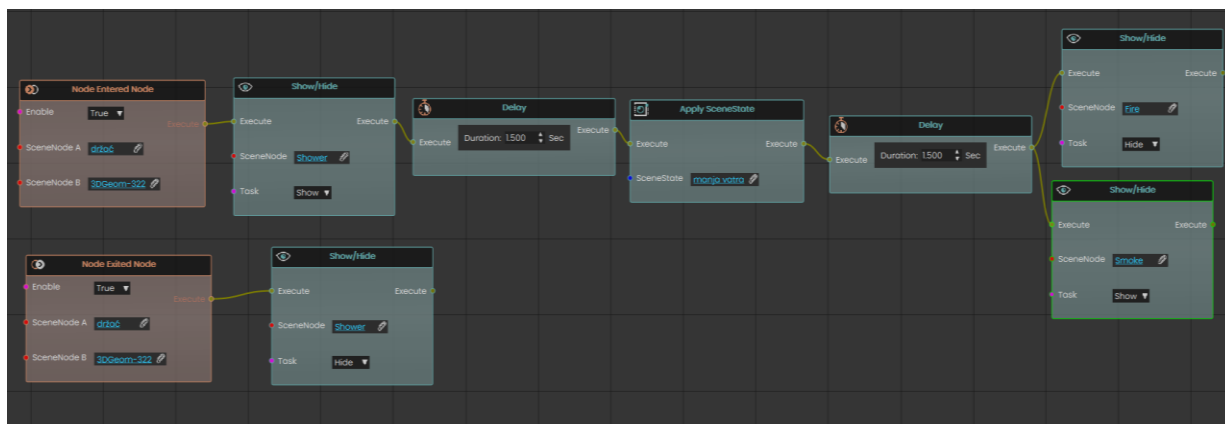 Node Entered Node
Enable True
Execute
SceneNode A držač
SceneNode B 3DGeom-322
Show/Hide
Execute Execute
SceneNode Shower
Task Show
Delay
Execute Duration: 1.500 Sec Execute
Apply SceneState
Execute Execute
SceneState manja vatra
Delay
Execute Duration: 1.500 Sec Execute
Show/Hide
Execute Execute
SceneNode Fire
Task Hide
Show/Hide
Execute Execute
SceneNode Smoke
Task Show
Node Exited Node
Enable True
Execute
SceneNode A držač
SceneNode B 3DGeom-322
Show/Hide
Execute Execute
SceneNode Shower
Task Hide